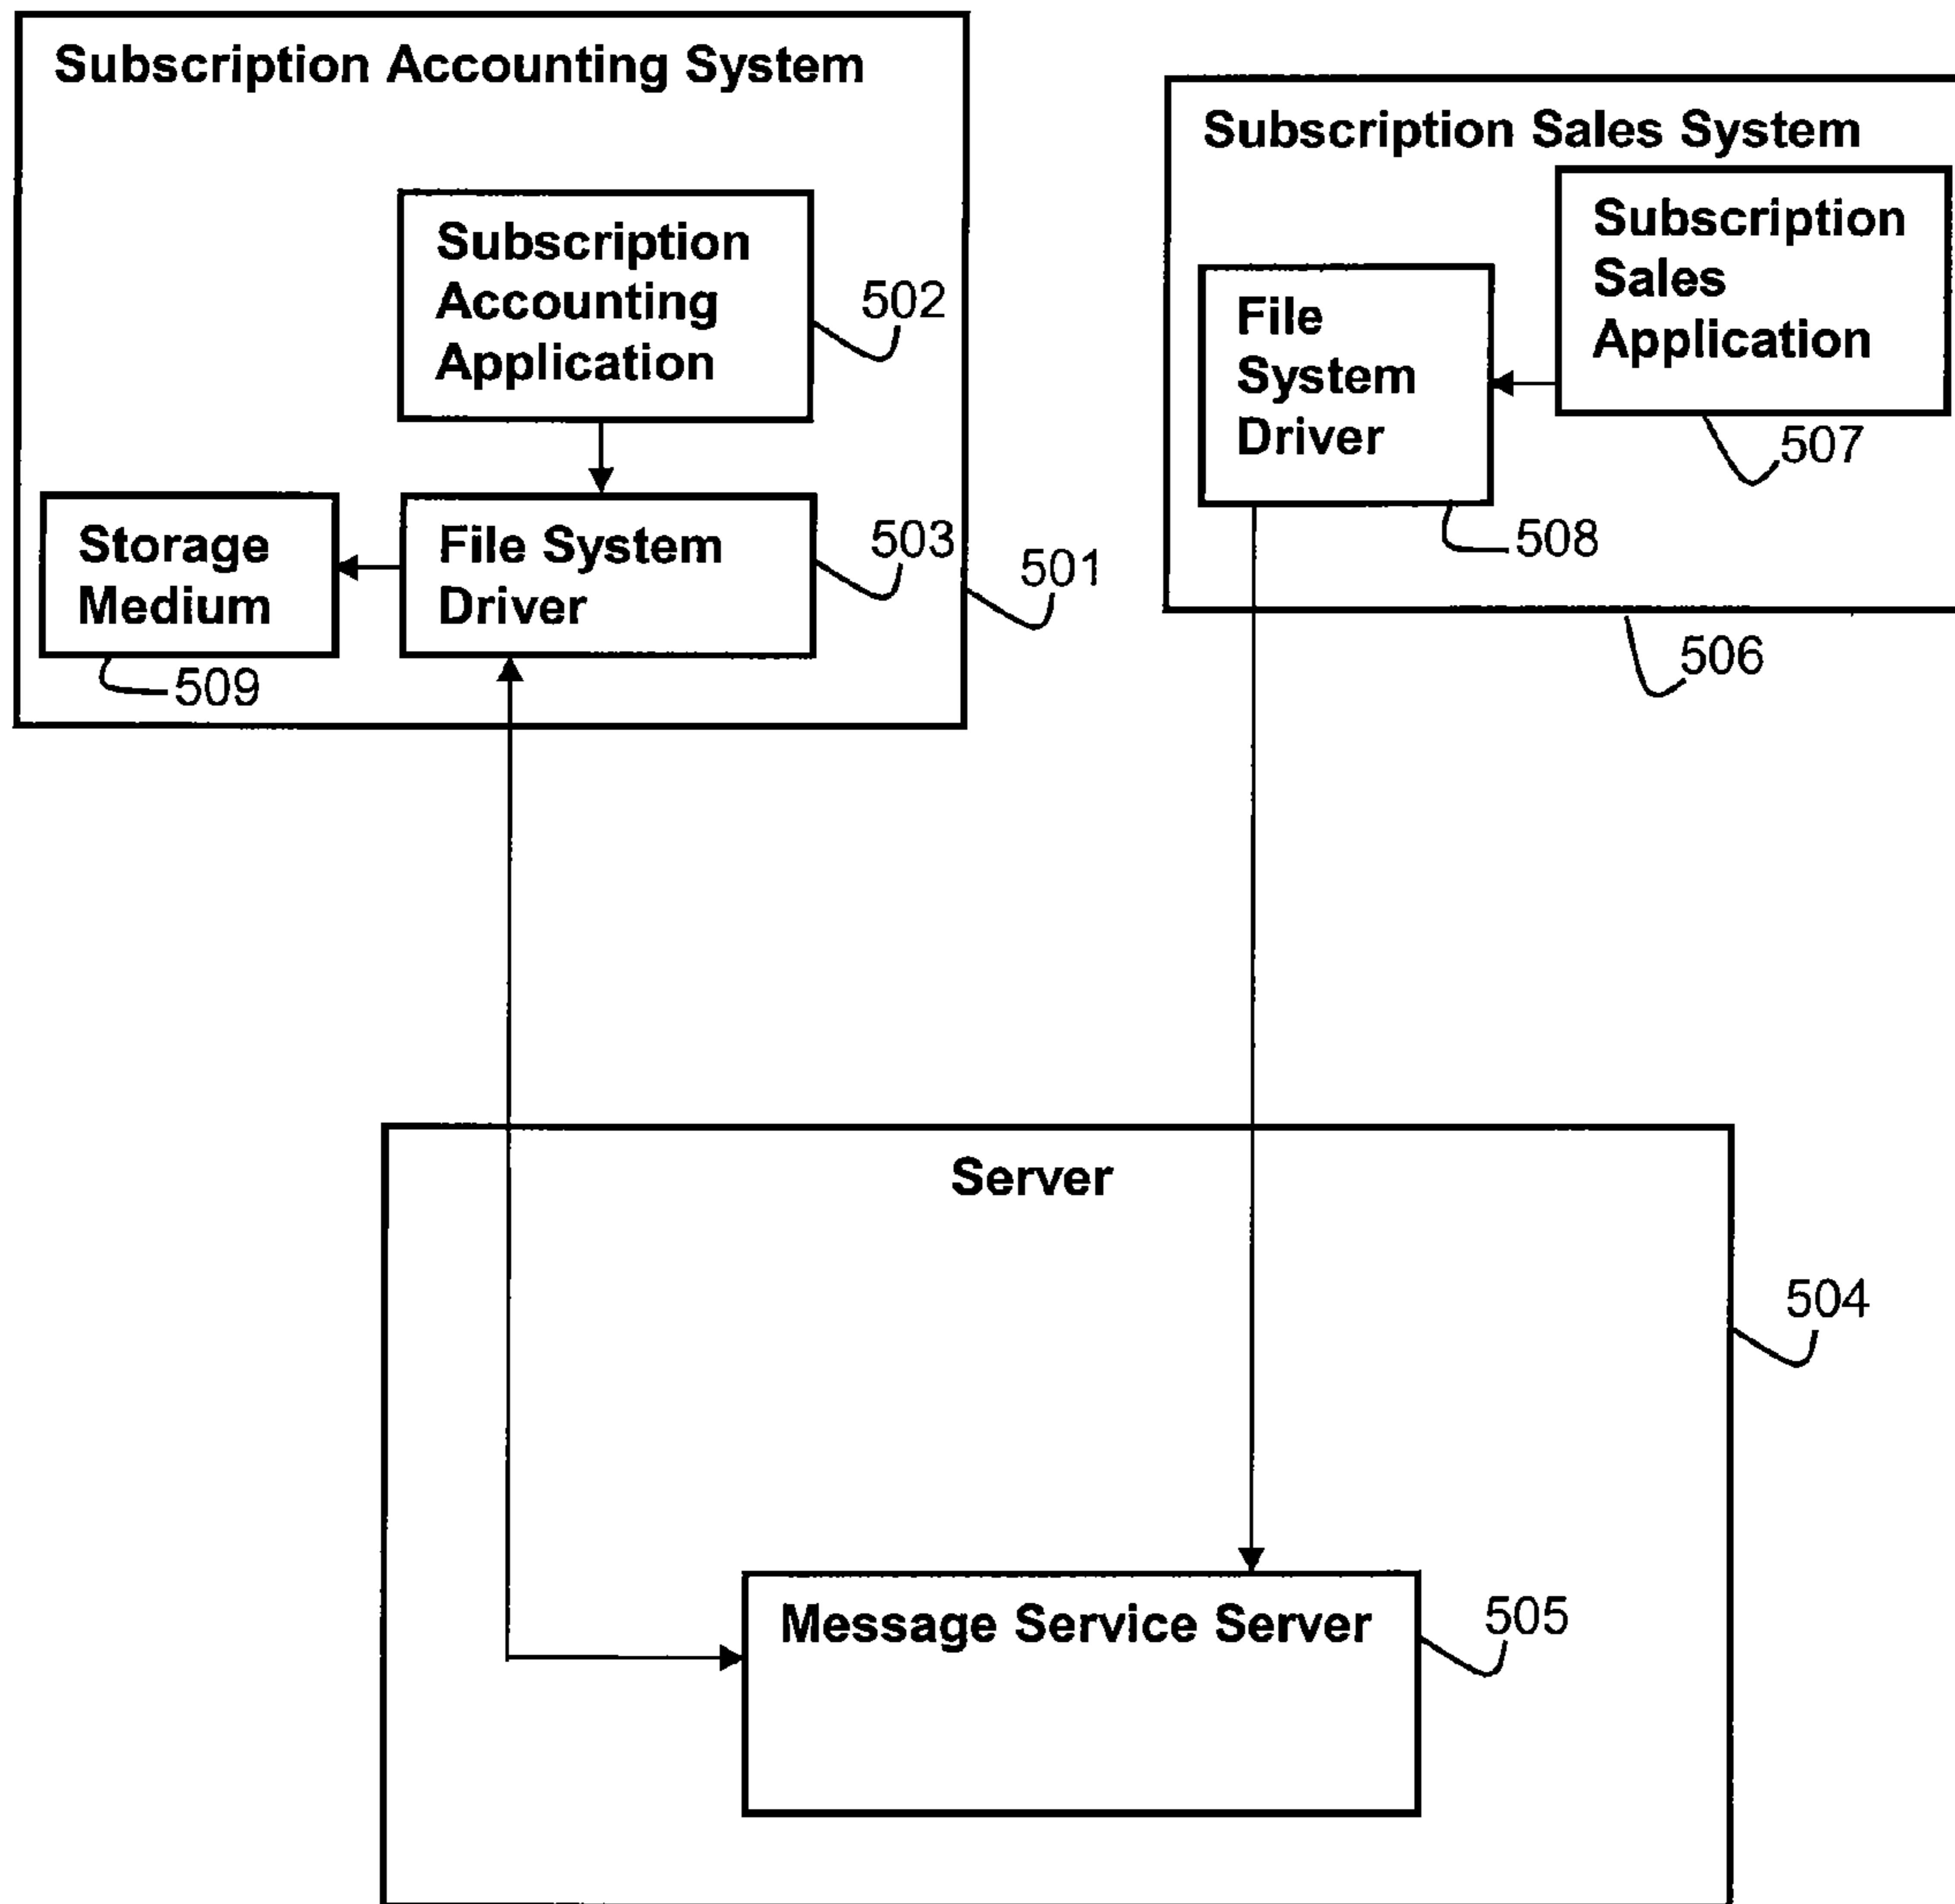 Subscription Accounting System
Subscription
Accounting
Application
502
Storage
Medium
File System
Driver
503
501
509
Subscription Sales System
Subscription
Sales
Application
File
System
Driver
507
508
506
Server
504
Message Service Server
505